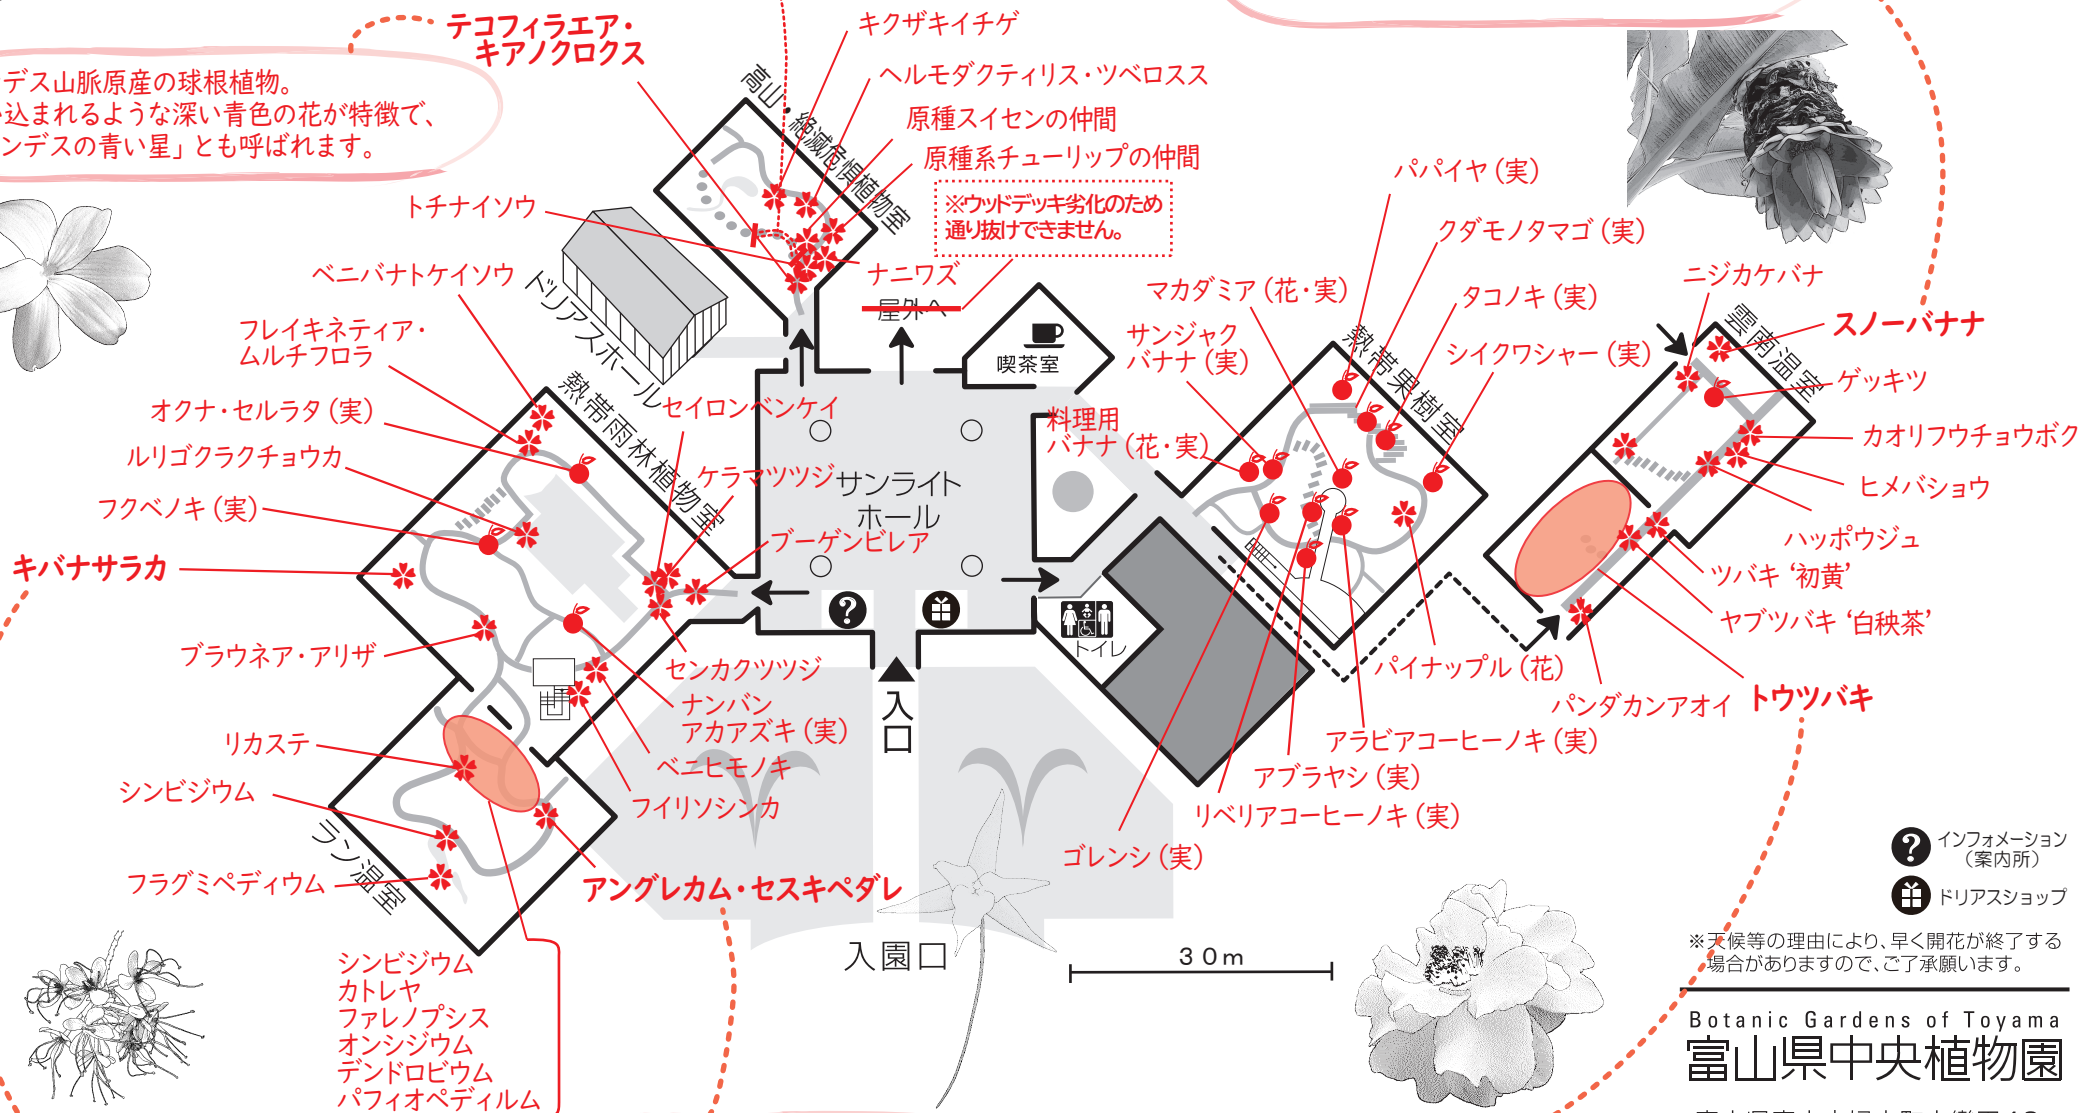 テコフィラエア・
キアノクロクス
デス山脈原産の球根植物。
込まれるような深い青色の花が特徴で、
ンデスの青い星」とも呼ばれます。
キクザキイチゲ
ヘルモダクティリス・ツベロスス
原種スイセンの仲間
原種系チューリップの仲間
※ウッドデッキ劣化のため
通り抜けできません。
高山・絶滅危惧植物室
トチナイソウ
ナニワズ
屋外へ
ドリアスホール
ベニバナトケイソウ
フレイキネティア・
ムルチフロラ
オクナ・セルラタ（実）
ルリゴクラクチョウカ
フクベノキ（実）
キバナサラカ
ブラウネア・アリザ
熱帯雨林植物室
セイロンベンケイ
ケラマツツジ
ブーゲンビレア
センカクツツジ
ナンバン
アカアズキ（実）
ベニヒモノキ
フイリソシンカ
リカステ
シンビジウム
フラグミペディウム
ラン温室
アングレカム・セスキペダレ
シンビジウム
カトレヤ
ファレノプシス
オンシジウム
デンドロビウム
パフィオペディルム
喫茶室
サンライト
ホール
?
トイレ
入口
入園口
30m
パパイヤ（実）
クダモノタマゴ（実）
マカダミア（花・実）
タコノキ（実）
サンジャク
バナナ（実）
シイクワシャー（実）
料理用
バナナ（花・実）
熱帯果樹室
パイナップル（花）
アラビアコーヒーノキ（実）
アブラヤシ（実）
リベリアコーヒーノキ（実）
ゴレンシ（実）
ニジカケバナ
スノーバナナ
雲南温室
ゲッキツ
カオリフウチョウボク
ヒメバショウ
ハッポウジュ
ツバキ ‘初黄’
ヤブツバキ ‘白秧茶’
トウツバキ
パンダカンアオイ
?
インフォメーション
（案内所）
ドリアスショップ
※天候等の理由により、早く開花が終了する
場合がありますので、ご了承願います。
Botanic Gardens of Toyama
富山県中央植物園